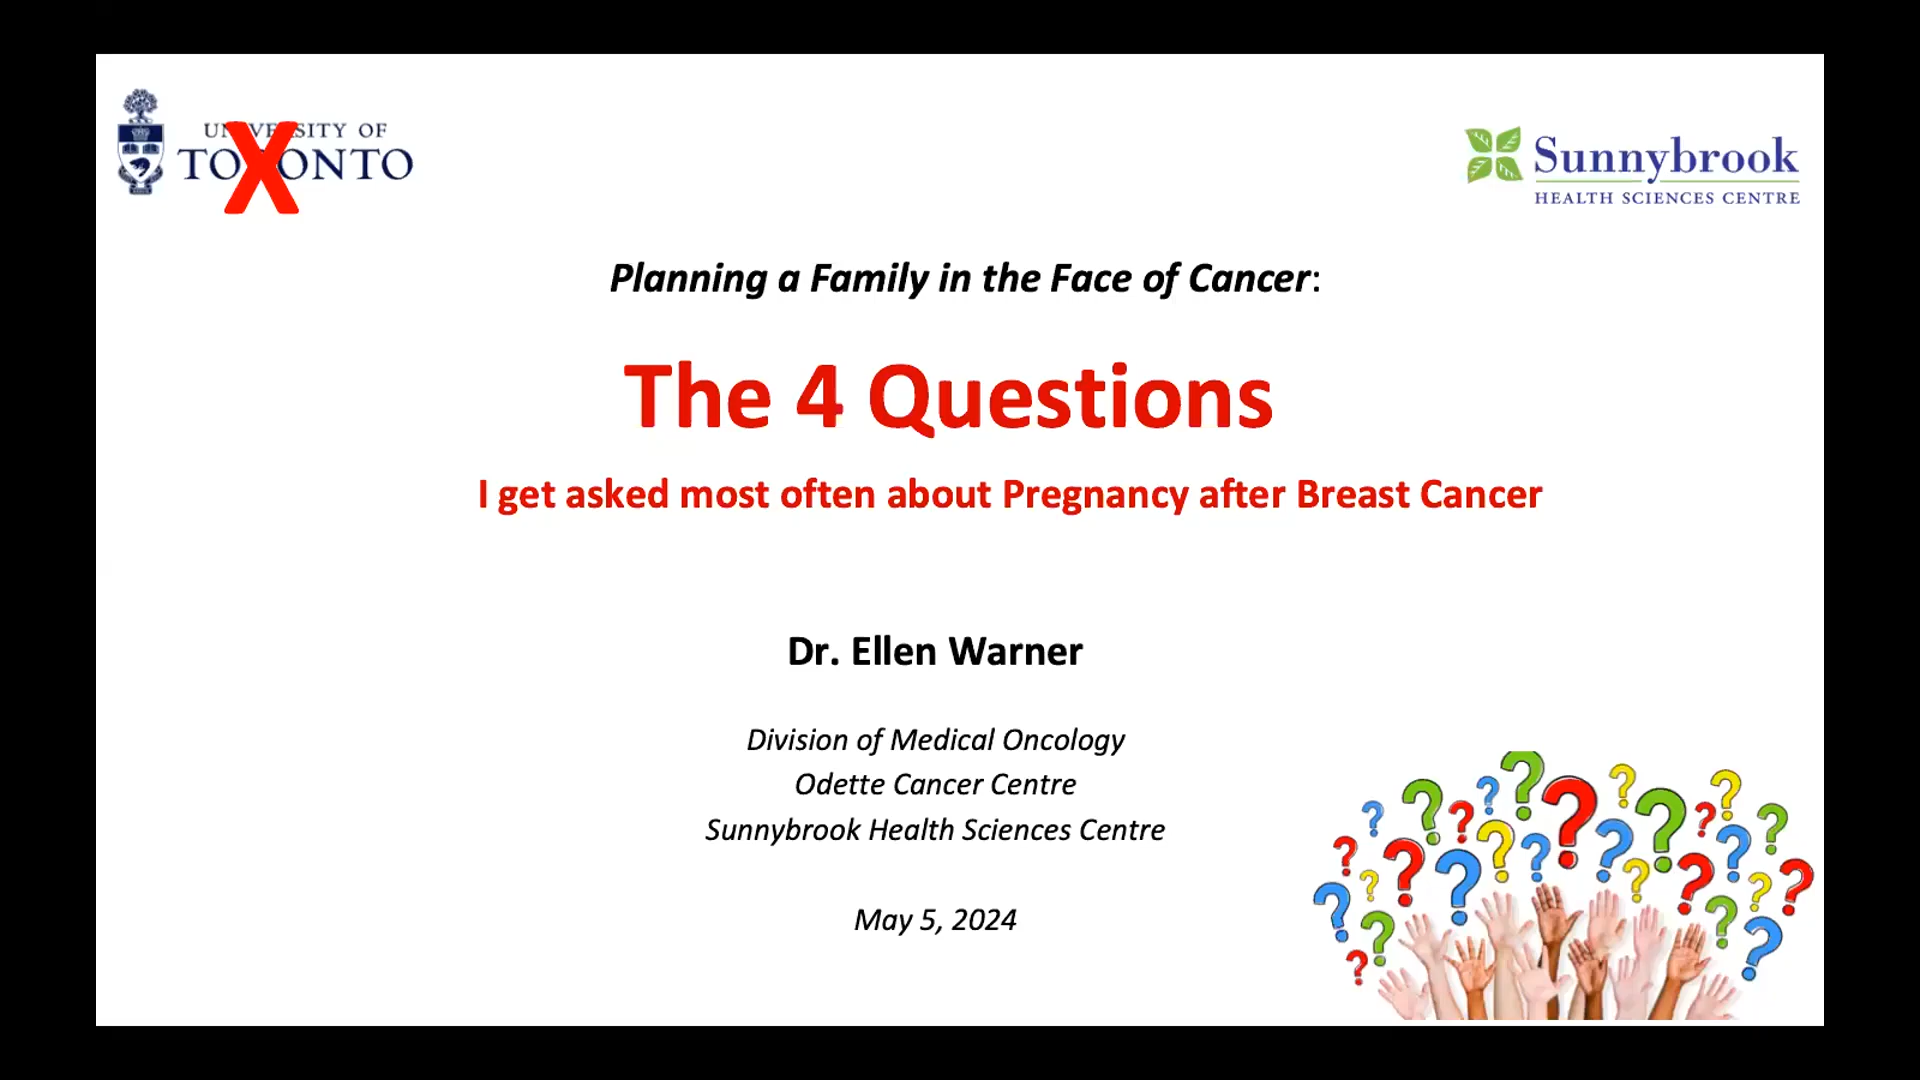 UNIVERSITY OF
TORONTO
X
Sunnybrook
HEALTH SCIENCES CENTRE
Planning a Family in the Face of Cancer:
The 4 Questions
I get asked most often about Pregnancy after Breast Cancer
Dr. Ellen Warner
Division of Medical Oncology
Odette Cancer Centre
Sunnybrook Health Sciences Centre
May 5, 2024